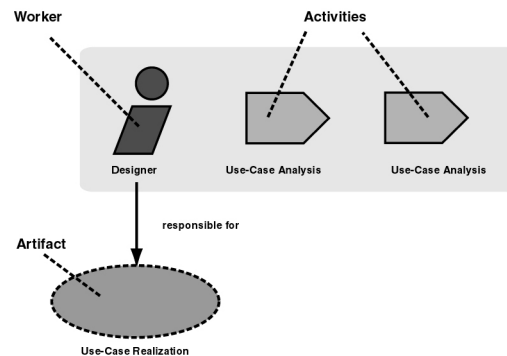 Worker
Activities
Designer
Use-Case Analysis
Use-Case Analysis
responsible for
Artifact
Use-Case Realization